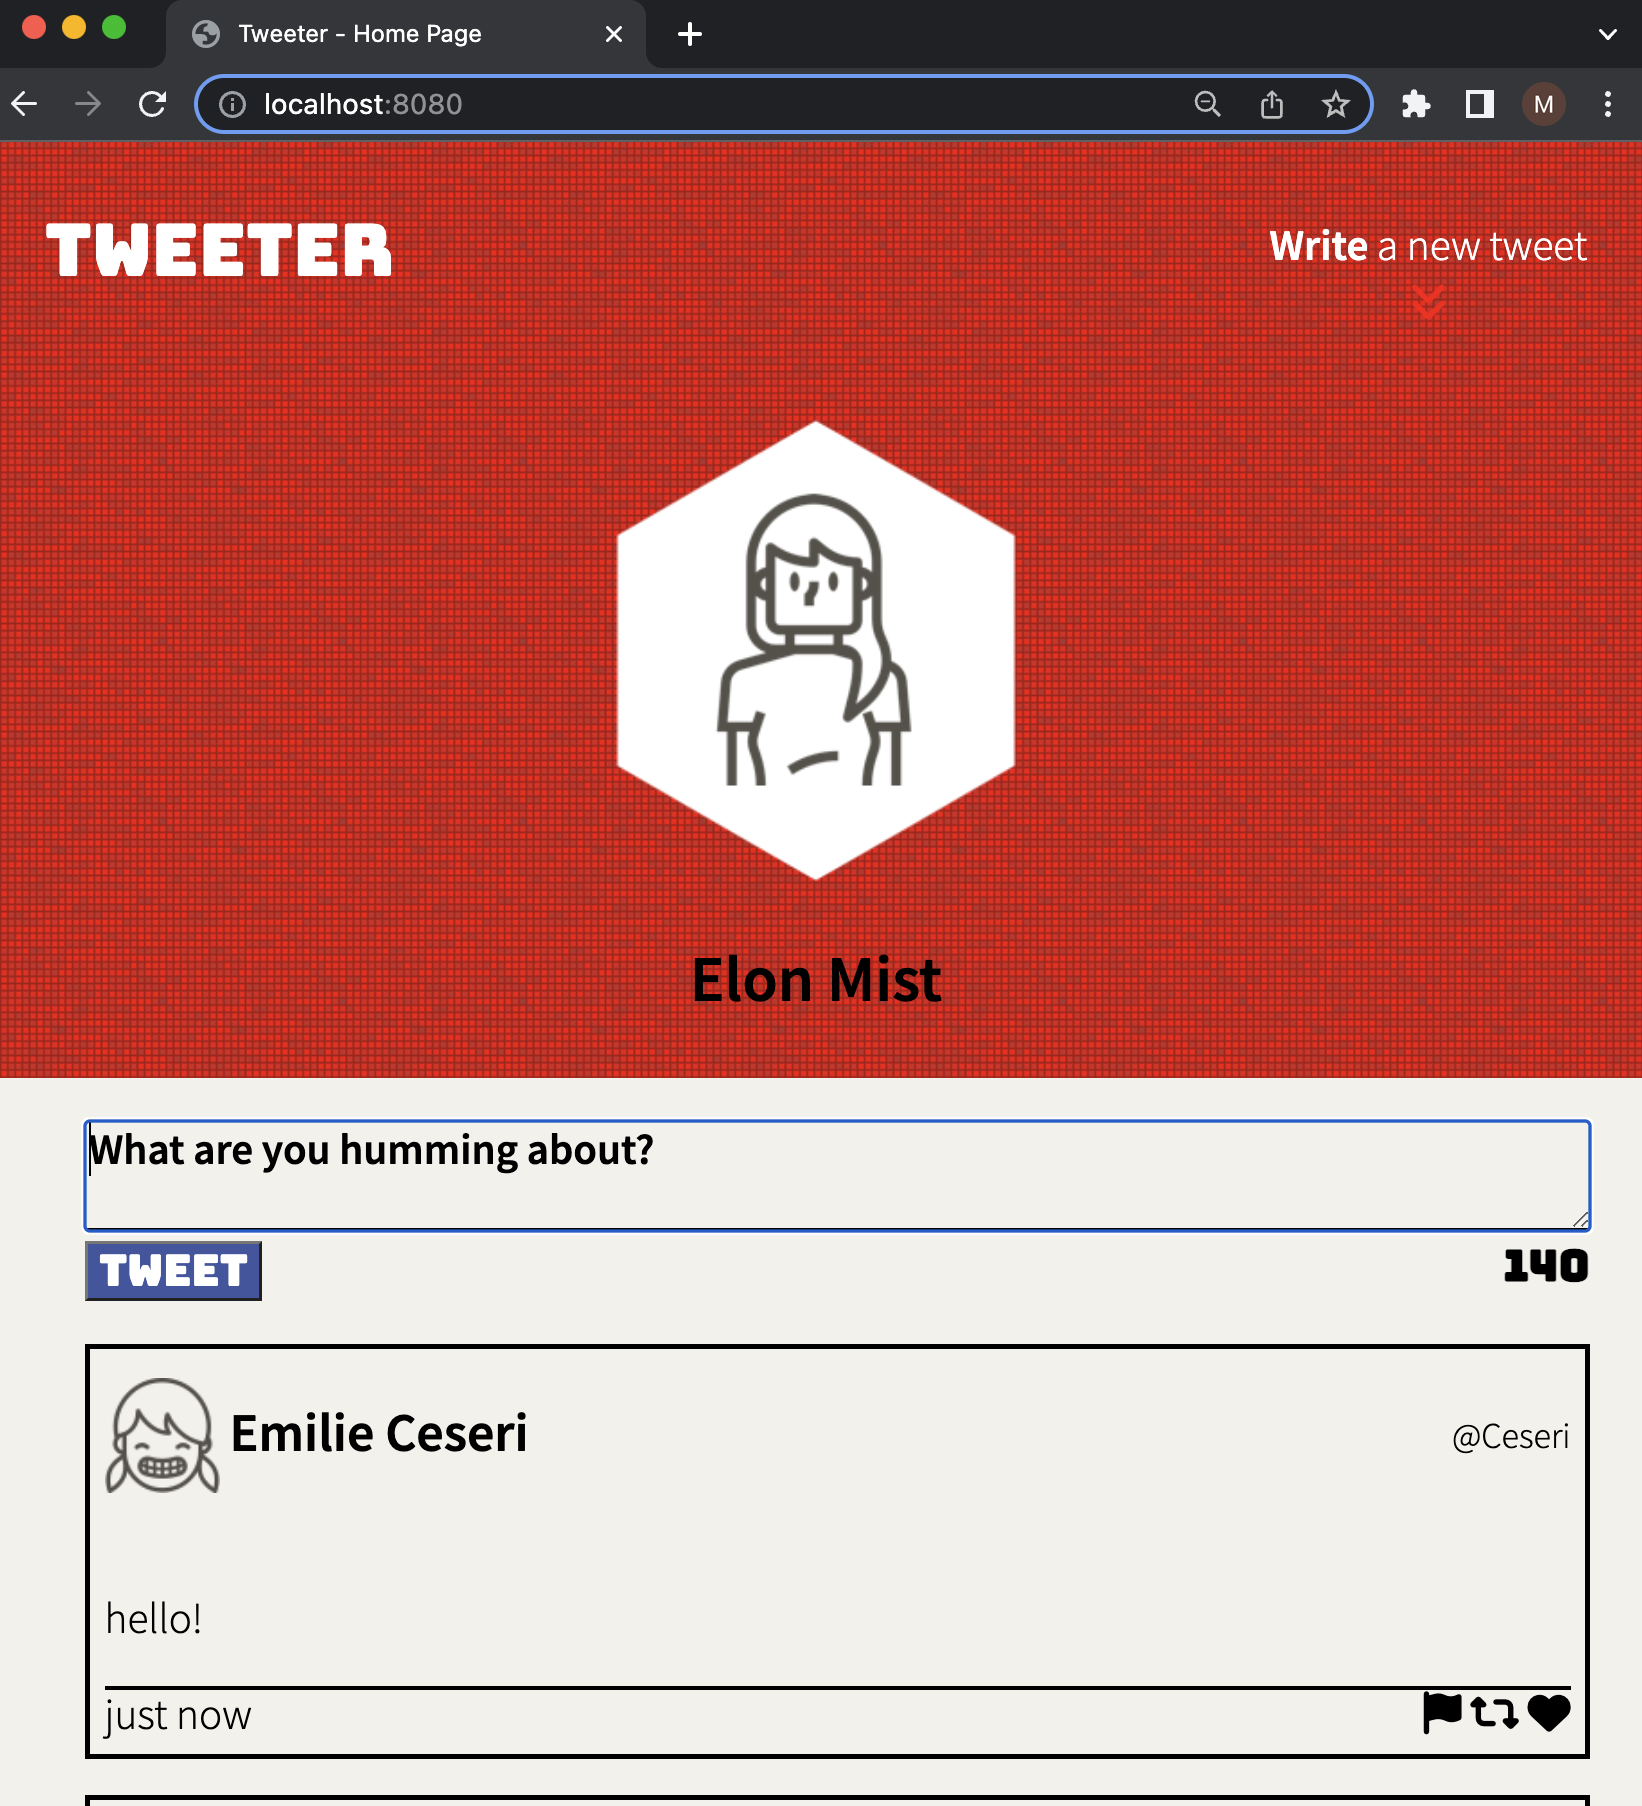 Tweeter - Home Page
localhost:8080
M
TWEETER
Write a new tweet
Elon Mist
What are you humming about?
TWEET
140
Emilie Ceseri
@Ceseri
hello!
just now